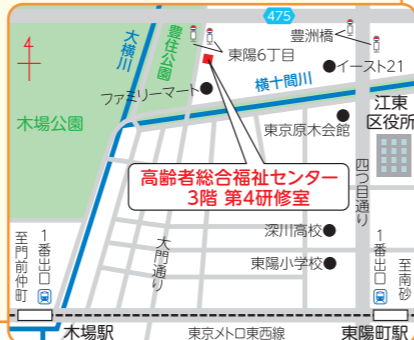 475
豊洲橋
大横川
豊住公園
東陽6丁目
イースト21
ファミリーマート
横十間川
木場公園
東京原木会館
江東
区役所
高齢者総合福祉センター
3階 第4研修室
四つ目通り
大門通り
深川高校
東陽小学校
至門前仲町
1番出口
1番出口
至南砂
木場駅
東京メトロ東西線
東陽町駅